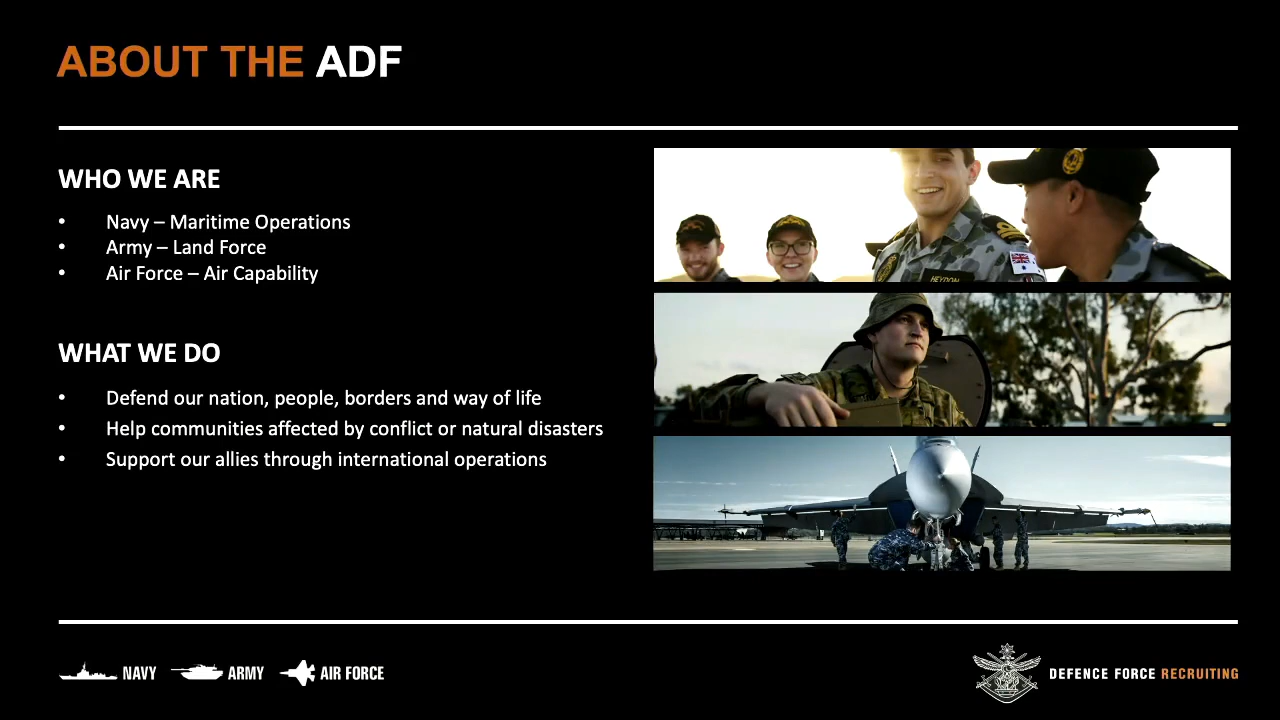 ABOUT THE ADF
WHO WE ARE
• Navy – Maritime Operations
• Army – Land Force
• Air Force – Air Capability
WHAT WE DO
• Defend our nation, people, borders and way of life
• Help communities affected by conflict or natural disasters
• Support our allies through international operations
HEYDON
NAVY ARMY AIR FORCE
DEFENCE FORCE RECRUITING